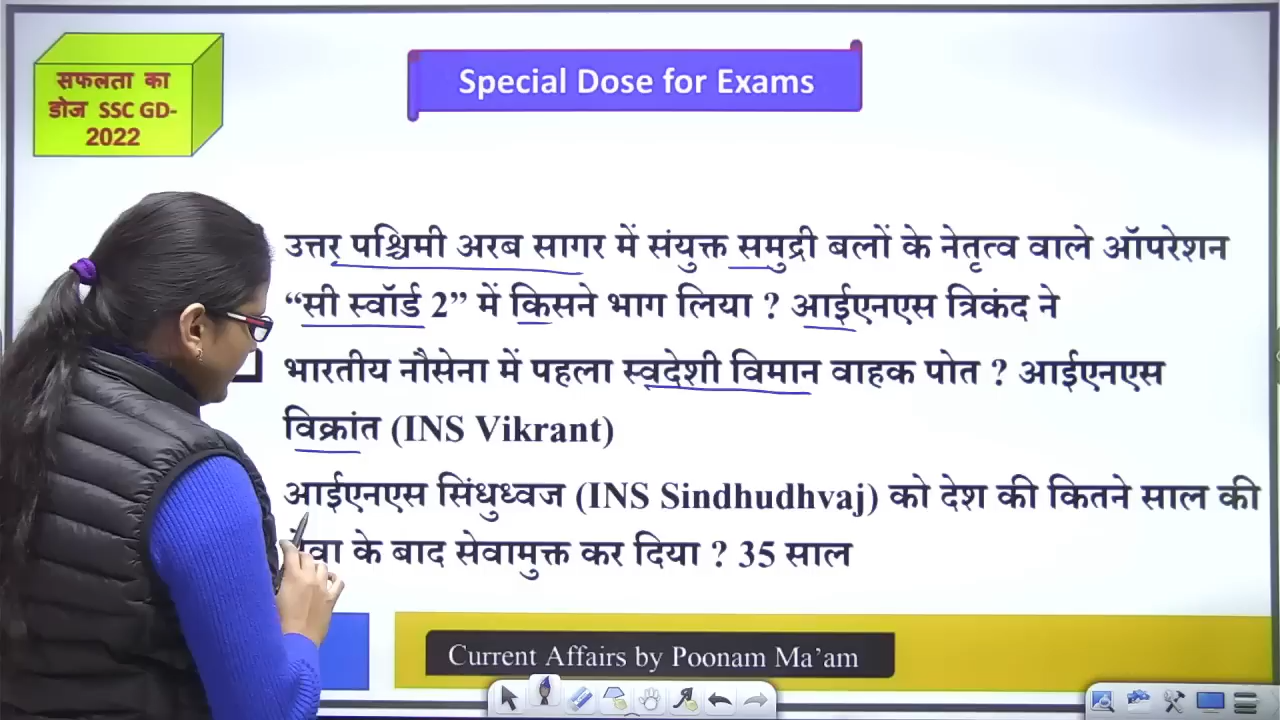 सफलता का
डोज SSC GD-
2022
Special Dose for Exams
उत्तर पश्चिमी अरब सागर में संयुक्त समुद्री बलों के नेतृत्व वाले ऑपरेशन
“सी स्वॉर्ड 2” में किसने भाग लिया ? आईएनएस त्रिकंद ने
भारतीय नौसेना में पहला स्वदेशी विमान वाहक पोत ? आईएनएस
विक्रांत (INS Vikrant)
आईएनएस सिंधुध्वज (INS Sindhudhvaj) को देश की कितने साल की
के बाद सेवामुक्त कर दिया ? 35 साल
Current Affairs by Poonam Ma’am